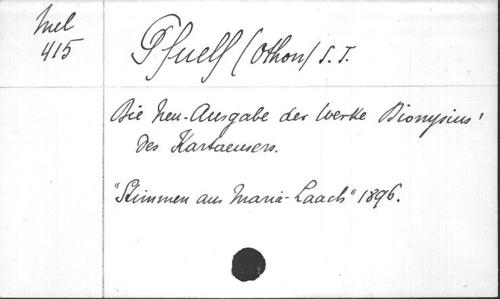 Mel
415
Pfuelf (Othon) S. J.
Die Neu-Ausgabe der Werke Dionysius'
des Kartaeusers.
"Stimmen aus Maria-Laach" 1896.